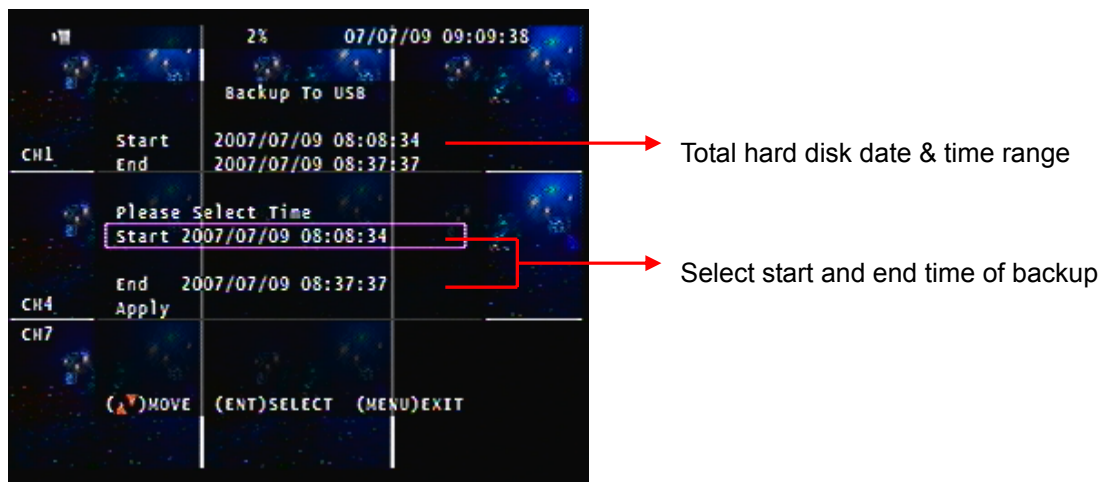 2% 07/07/09 09:09:38
Backup To USB
Start 2007/07/09 08:08:34
Total hard disk date & time range
CH1
End 2007/07/09 08:37:37
Please Select Time
Start 2007/07/09 08:08:34
Select start and end time of backup
End 2007/07/09 08:37:37
CH4
Apply
CH7
(▲▼)MOVE (ENT)SELECT (MENU)EXIT